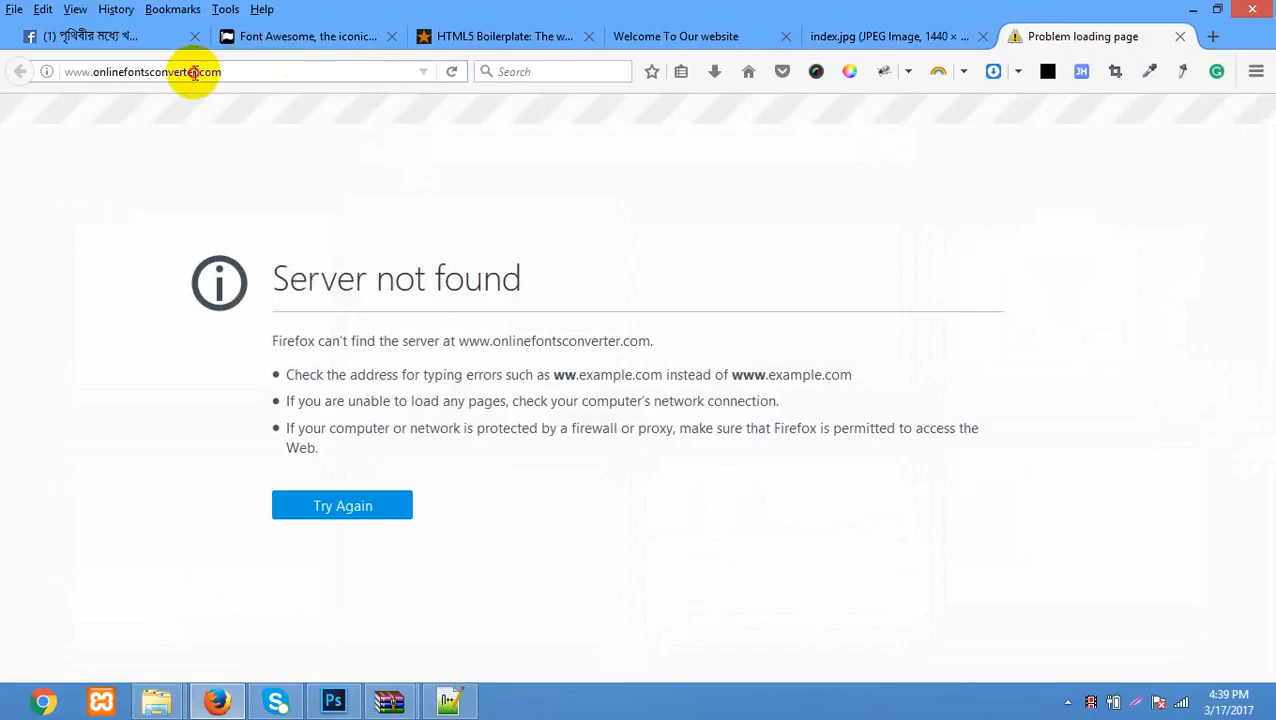 File Edit View History Bookmarks Tools Help
(1) পৃথিবীর মধ্যে খ... Font Awesome, the iconic... HTML5 Boilerplate: The w... Welcome To Our website index.jpg (JPEG Image, 1440 × ... Problem loading page
www.onlinefontsconverter.com Search
Server not found
Firefox can't find the server at www.onlinefontsconverter.com.
Check the address for typing errors such as ww.example.com instead of www.example.com
If you are unable to load any pages, check your computer's network connection.
If your computer or network is protected by a firewall or proxy, make sure that Firefox is permitted to access the
Web.
Try Again
4:39 PM
3/17/2017